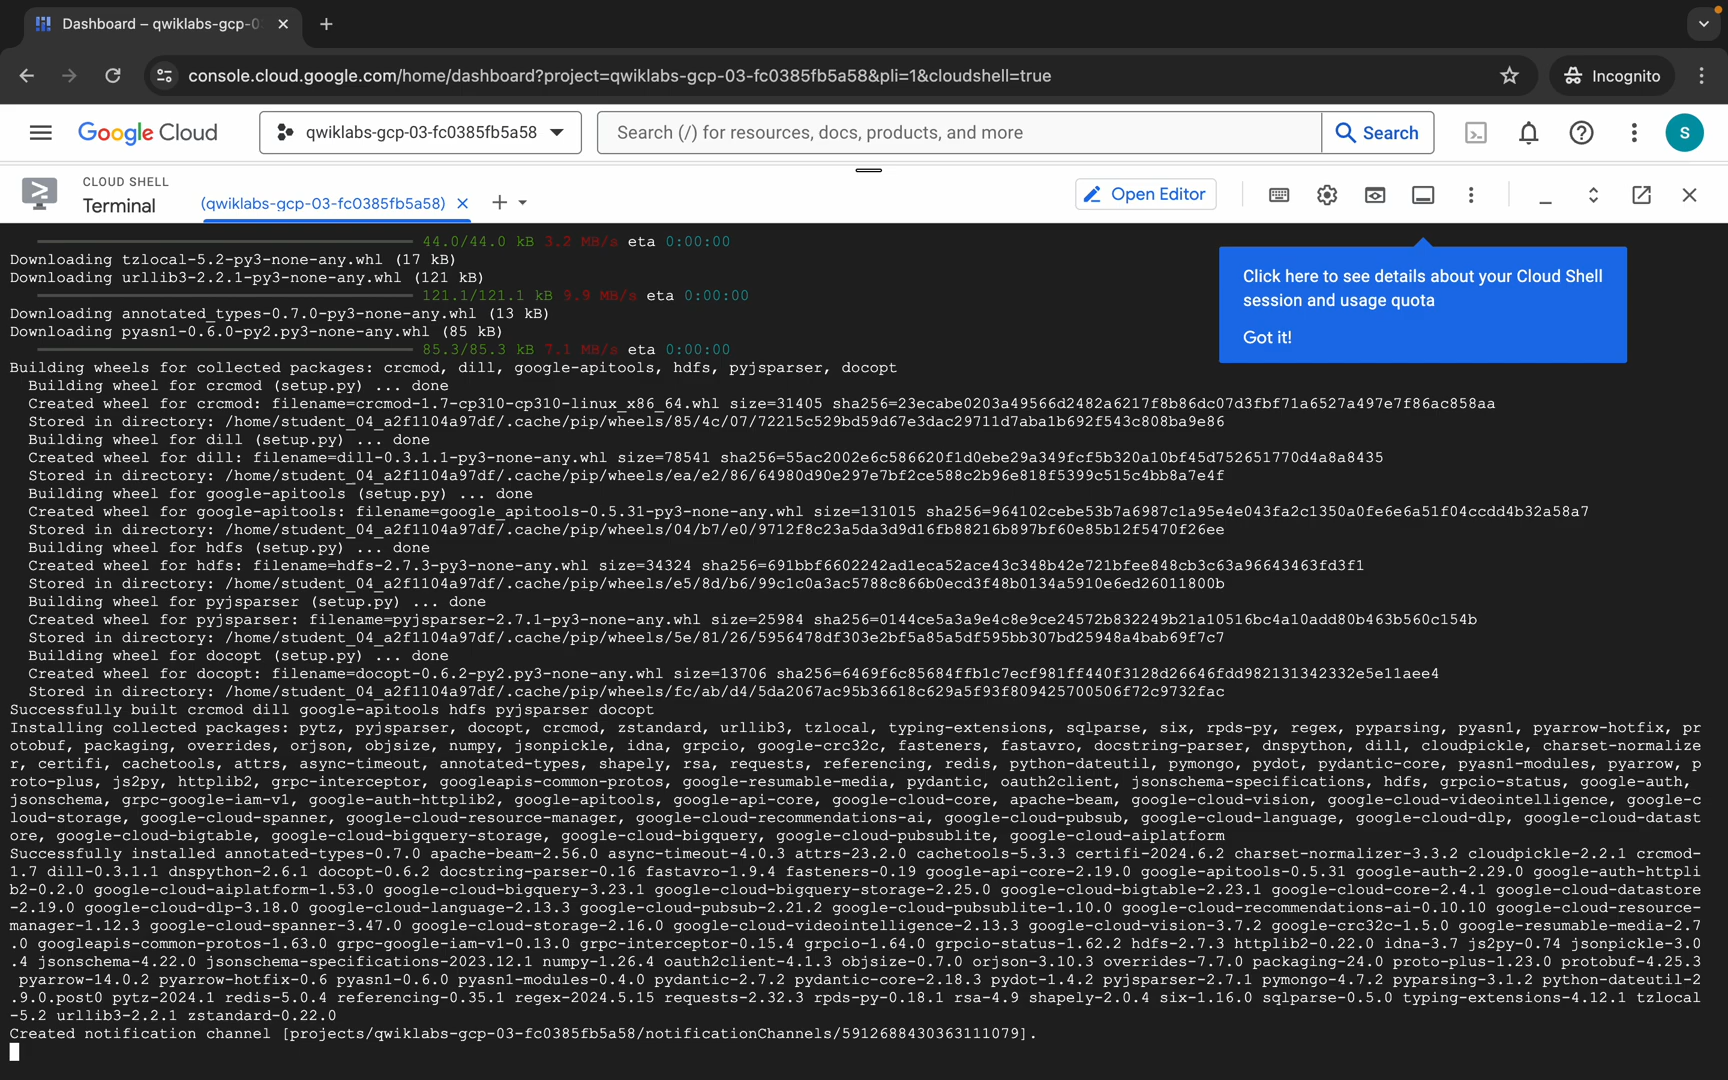 Dashboard – qwiklabs-gcp-0
console.cloud.google.com/home/dashboard?project=qwiklabs-gcp-03-fc0385fb5a58&pli=1&cloudshell=true
Incognito
Google Cloud
qwiklabs-gcp-03-fc0385fb5a58
Search (/) for resources, docs, products, and more
Search
S
CLOUD SHELL
Terminal
(qwiklabs-gcp-03-fc0385fb5a58)
Open Editor
44.0/44.0 kB 3.2 MB/s eta 0:00:00
Downloading tzlocal-5.2-py3-none-any.whl (17 kB)
Downloading urllib3-2.2.1-py3-none-any.whl (121 kB)
121.1/121.1 kB 9.9 MB/s eta 0:00:00
Downloading annotated_types-0.7.0-py3-none-any.whl (13 kB)
Downloading pyasn1-0.6.0-py2.py3-none-any.whl (85 kB)
85.3/85.3 kB 7.1 MB/s eta 0:00:00
Click here to see details about your Cloud Shell
session and usage quota
Got it!
Building wheels for collected packages: crcmod, dill, google-apitools, hdfs, pyjsparser, docopt
Building wheel for crcmod (setup.py) ... done
Created wheel for crcmod: filename=crcmod-1.7-cp310-cp310-linux_x86_64.whl size=31405 sha256=23ecabe0203a49566d2482a6217f8b86dc07d3fbf71a6527a497e7f86ac858aa
Stored in directory: /home/student_04_a2f1104a97df/.cache/pip/wheels/85/4c/07/72215c529bd59d67e3dac29711d7aba1b692f543c808ba9e86
Building wheel for dill (setup.py) ... done
Created wheel for dill: filename=dill-0.3.1.1-py3-none-any.whl size=78541 sha256=55ac2002e6c586620f1d0ebe29a349fcf5b320a10bf45d752651770d4a8a8435
Stored in directory: /home/student_04_a2f1104a97df/.cache/pip/wheels/ea/e2/86/64980d90e297e7bf2ce588c2b96e818f5399c515c4bb8a7e4f
Building wheel for google-apitools (setup.py) ... done
Created wheel for google-apitools: filename=google_apitools-0.5.31-py3-none-any.whl size=131015 sha256=964102cebe53b7a6987c1a95e4e043fa2c1350a0fe6e6a51f04ccdd4b32a58a7
Stored in directory: /home/student_04_a2f1104a97df/.cache/pip/wheels/04/b7/e0/9712f8c23a5da3d9d16fb88216b897bf60e85b12f5470f26ee
Building wheel for hdfs (setup.py) ... done
Created wheel for hdfs: filename=hdfs-2.7.3-py3-none-any.whl size=34324 sha256=691bbf6602242ad1eca52ace43c348b42e721bfee848cb3c63a96643463fd3f1
Stored in directory: /home/student_04_a2f1104a97df/.cache/pip/wheels/e5/8d/b6/99c1c0a3ac5788c866b0ecd3f48b0134a5910e6ed26011800b
Building wheel for pyjsparser (setup.py) ... done
Created wheel for pyjsparser: filename=pyjsparser-2.7.1-py3-none-any.whl size=25984 sha256=0144ce5a3a9e4c8e9ce24572b832249b21a10516bc4a10add80b463b560c154b
Stored in directory: /home/student_04_a2f1104a97df/.cache/pip/wheels/5e/81/26/5956478df303e2bf5a85a5df595bb307bd25948a4bab69f7c7
Building wheel for docopt (setup.py) ... done
Created wheel for docopt: filename=docopt-0.6.2-py2.py3-none-any.whl size=13706 sha256=6469f6c85684ffb1c7ecf981ff440f3128d26646fdd982131342332e5e11aee4
Stored in directory: /home/student_04_a2f1104a97df/.cache/pip/wheels/fc/ab/d4/5da2067ac95b36618c629a5f93f809425700506f72c9732fac
Successfully built crcmod dill google-apitools hdfs pyjsparser docopt
Installing collected packages: pytz, pyjsparser, docopt, crcmod, zstandard, urllib3, tzlocal, typing-extensions, sqlparse, six, rpds-py, regex, pyparsing, pyasn1, pyarrow-hotfix, pr
otobuf, packaging, overrides, orjson, objsize, numpy, jsonpickle, idna, grpcio, google-crc32c, fasteners, fastavro, docstring-parser, dnspython, dill, cloudpickle, charset-normalize
r, certifi, cachetools, attrs, async-timeout, annotated-types, shapely, rsa, requests, referencing, redis, python-dateutil, pymongo, pydot, pydantic-core, pyasn1-modules, pyarrow, p
roto-plus, js2py, httplib2, grpc-interceptor, googleapis-common-protos, google-resumable-media, pydantic, oauth2client, jsonschema-specifications, hdfs, grpcio-status, google-auth,
jsonschema, grpc-google-iam-v1, google-auth-httplib2, google-apitools, google-api-core, google-cloud-core, apache-beam, google-cloud-vision, google-cloud-videointelligence, google-c
loud-storage, google-cloud-spanner, google-cloud-resource-manager, google-cloud-recommendations-ai, google-cloud-pubsub, google-cloud-language, google-cloud-dlp, google-cloud-datast
ore, google-cloud-bigtable, google-cloud-bigquery-storage, google-cloud-bigquery, google-cloud-pubsublite, google-cloud-aiplatform
Successfully installed annotated-types-0.7.0 apache-beam-2.56.0 async-timeout-4.0.3 attrs-23.2.0 cachetools-5.3.3 certifi-2024.6.2 charset-normalizer-3.3.2 cloudpickle-2.2.1 crcmod-
1.7 dill-0.3.1.1 dnspython-2.6.1 docopt-0.6.2 docstring-parser-0.16 fastavro-1.9.4 fasteners-0.19 google-api-core-2.19.0 google-apitools-0.5.31 google-auth-2.29.0 google-auth-httpli
b2-0.2.0 google-cloud-aiplatform-1.53.0 google-cloud-bigquery-3.23.1 google-cloud-bigquery-storage-2.25.0 google-cloud-bigtable-2.23.1 google-cloud-core-2.4.1 google-cloud-datastore
-2.19.0 google-cloud-dlp-3.18.0 google-cloud-language-2.13.3 google-cloud-pubsub-2.21.2 google-cloud-pubsublite-1.10.0 google-cloud-recommendations-ai-0.10.10 google-cloud-resource-
manager-1.12.3 google-cloud-spanner-3.47.0 google-cloud-storage-2.16.0 google-cloud-videointelligence-2.13.3 google-cloud-vision-3.7.2 google-crc32c-1.5.0 google-resumable-media-2.7
.0 googleapis-common-protos-1.63.0 grpc-google-iam-v1-0.13.0 grpc-interceptor-0.15.4 grpcio-1.64.0 grpcio-status-1.62.2 hdfs-2.7.3 httplib2-0.22.0 idna-3.7 js2py-0.74 jsonpickle-3.0
.4 jsonschema-4.22.0 jsonschema-specifications-2023.12.1 numpy-1.26.4 oauth2client-4.1.3 objsize-0.7.0 orjson-3.10.3 overrides-7.7.0 packaging-24.0 proto-plus-1.23.0 protobuf-4.25.3
pyarrow-14.0.2 pyarrow-hotfix-0.6 pyasn1-0.6.0 pyasn1-modules-0.4.0 pydantic-2.7.2 pydantic-core-2.18.3 pydot-1.4.2 pyjsparser-2.7.1 pymongo-4.7.2 pyparsing-3.1.2 python-dateutil-2
.9.0.post0 pytz-2024.1 redis-5.0.4 referencing-0.35.1 regex-2024.5.15 requests-2.32.3 rpds-py-0.18.1 rsa-4.9 shapely-2.0.4 six-1.16.0 sqlparse-0.5.0 typing-extensions-4.12.1 tzlocal
-5.2 urllib3-2.2.1 zstandard-0.22.0
Created notification channel [projects/qwiklabs-gcp-03-fc0385fb5a58/notificationChannels/5912688430363111079].